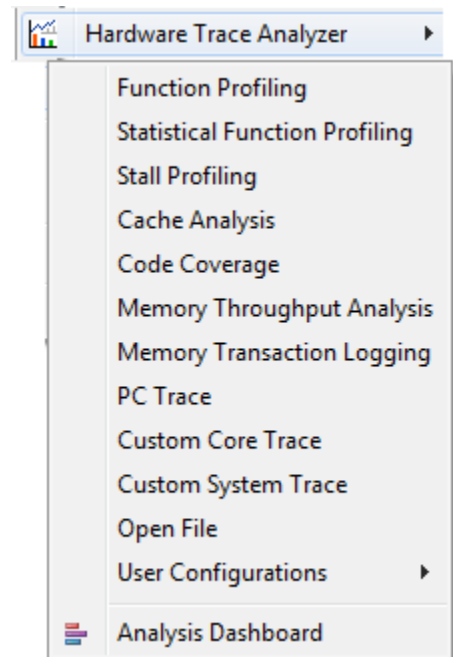 Hardware Trace Analyzer
Function Profiling
Statistical Function Profiling
Stall Profiling
Cache Analysis
Code Coverage
Memory Throughput Analysis
Memory Transaction Logging
PC Trace
Custom Core Trace
Custom System Trace
Open File
User Configurations
Analysis Dashboard